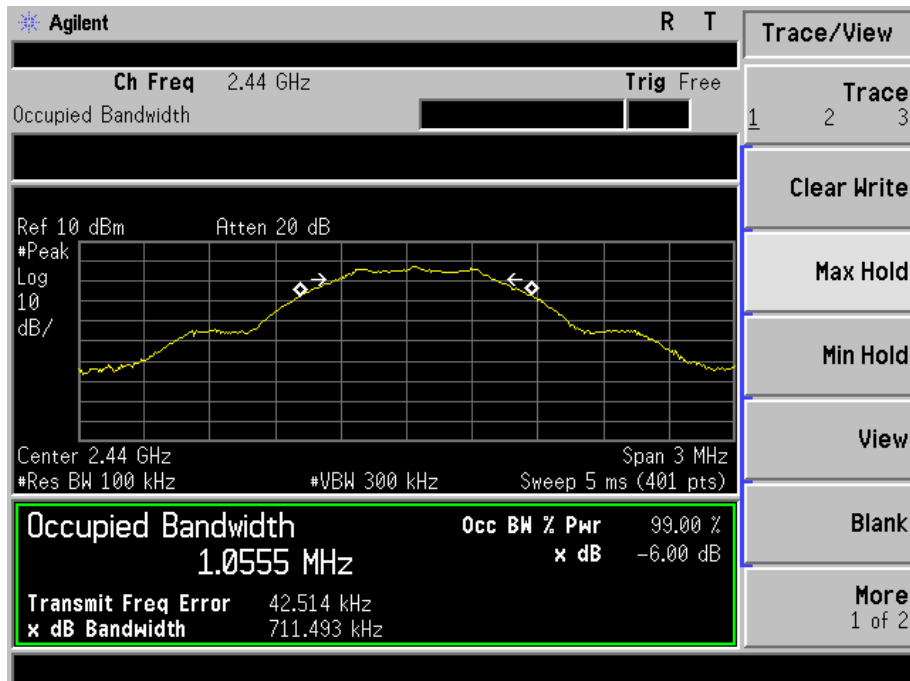 Agilent R T
Trace/View
Ch Freq 2.44 GHz Trig Free
Occupied Bandwidth
Trace
1 2 3
Clear Write
Max Hold
Min Hold
View
Blank
More
1 of 2
Ref 10 dBm Atten 20 dB
#Peak
Log
10
dB/
Center 2.44 GHz Span 3 MHz
#Res BW 100 kHz #VBW 300 kHz Sweep 5 ms (401 pts)
Occupied Bandwidth Occ BW % Pwr 99.00 %
1.0555 MHz x dB -6.00 dB
Transmit Freq Error 42.514 kHz
x dB Bandwidth 711.493 kHz